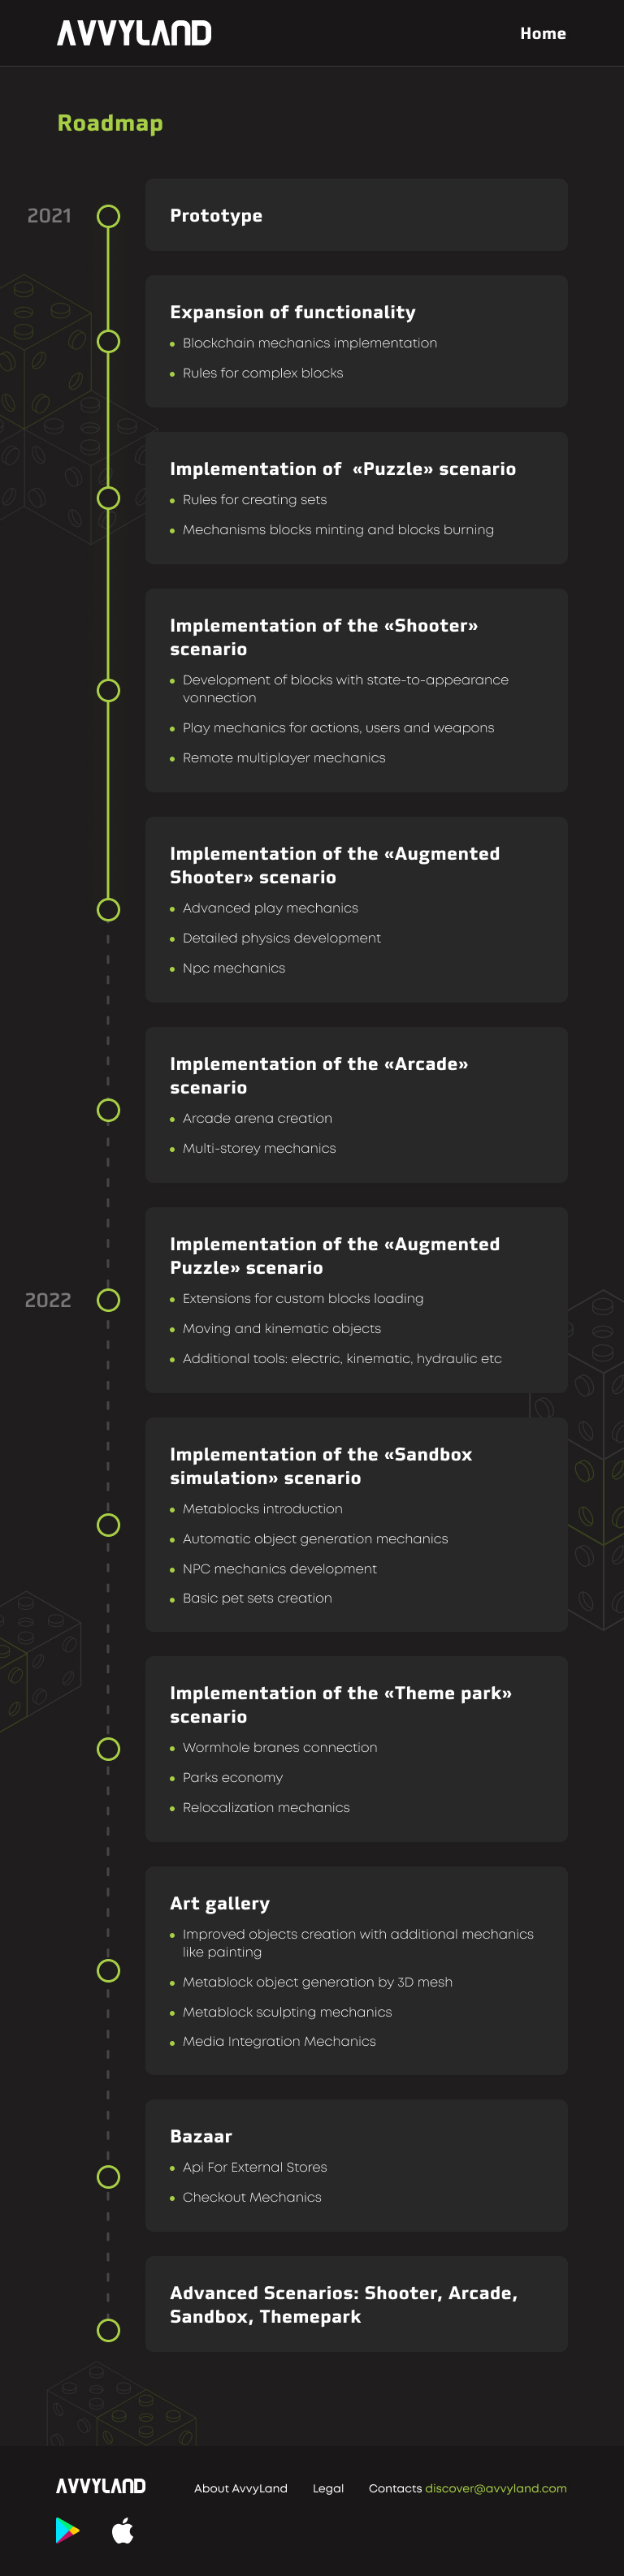 AVVYLAND
Home
Roadmap
2021
Prototype
Expansion of functionality
Blockchain mechanics implementation
Rules for complex blocks
Implementation of «Puzzle» scenario
Rules for creating sets
Mechanisms blocks minting and blocks burning
Implementation of the «Shooter»
scenario
Development of blocks with state-to-appearance
vonnection
Play mechanics for actions, users and weapons
Remote multiplayer mechanics
Implementation of the «Augmented
Shooter» scenario
Advanced play mechanics
Detailed physics development
Npc mechanics
Implementation of the «Arcade»
scenario
Arcade arena creation
Multi-storey mechanics
Implementation of the «Augmented
Puzzle» scenario
2022
Extensions for custom blocks loading
Moving and kinematic objects
Additional tools: electric, kinematic, hydraulic etc
Implementation of the «Sandbox
simulation» scenario
Metablocks introduction
Automatic object generation mechanics
NPC mechanics development
Basic pet sets creation
Implementation of the «Theme park»
scenario
Wormhole branes connection
Parks economy
Relocalization mechanics
Art gallery
Improved objects creation with additional mechanics
like painting
Metablock object generation by 3D mesh
Metablock sculpting mechanics
Media Integration Mechanics
Bazaar
Api For External Stores
Checkout Mechanics
Advanced Scenarios: Shooter, Arcade,
Sandbox, Themepark
AVVYLAND
About AvvyLand
Legal
Contacts discover@avvyland.com